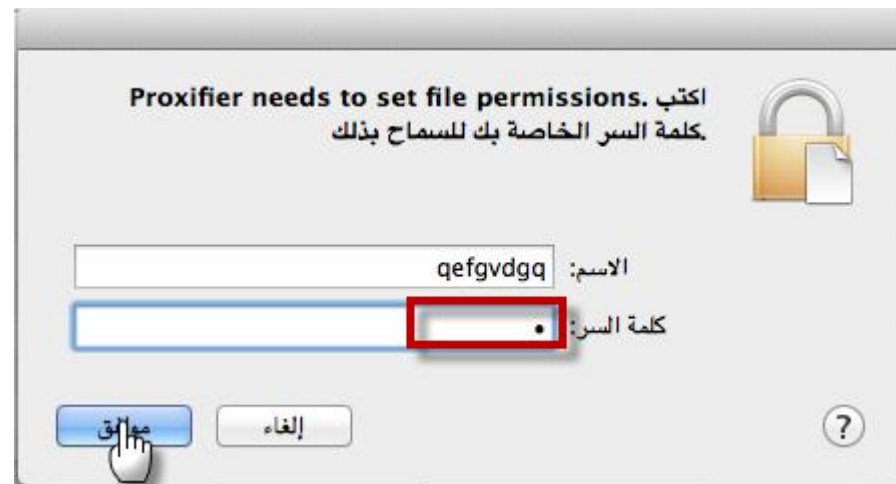 Proxifier needs to set file permissions. اكتب
كلمة السر الخاصة بك للسماح بذلك.
الاسم: qefgvdgq
كلمة السر: •
إلغاء
موافق
?